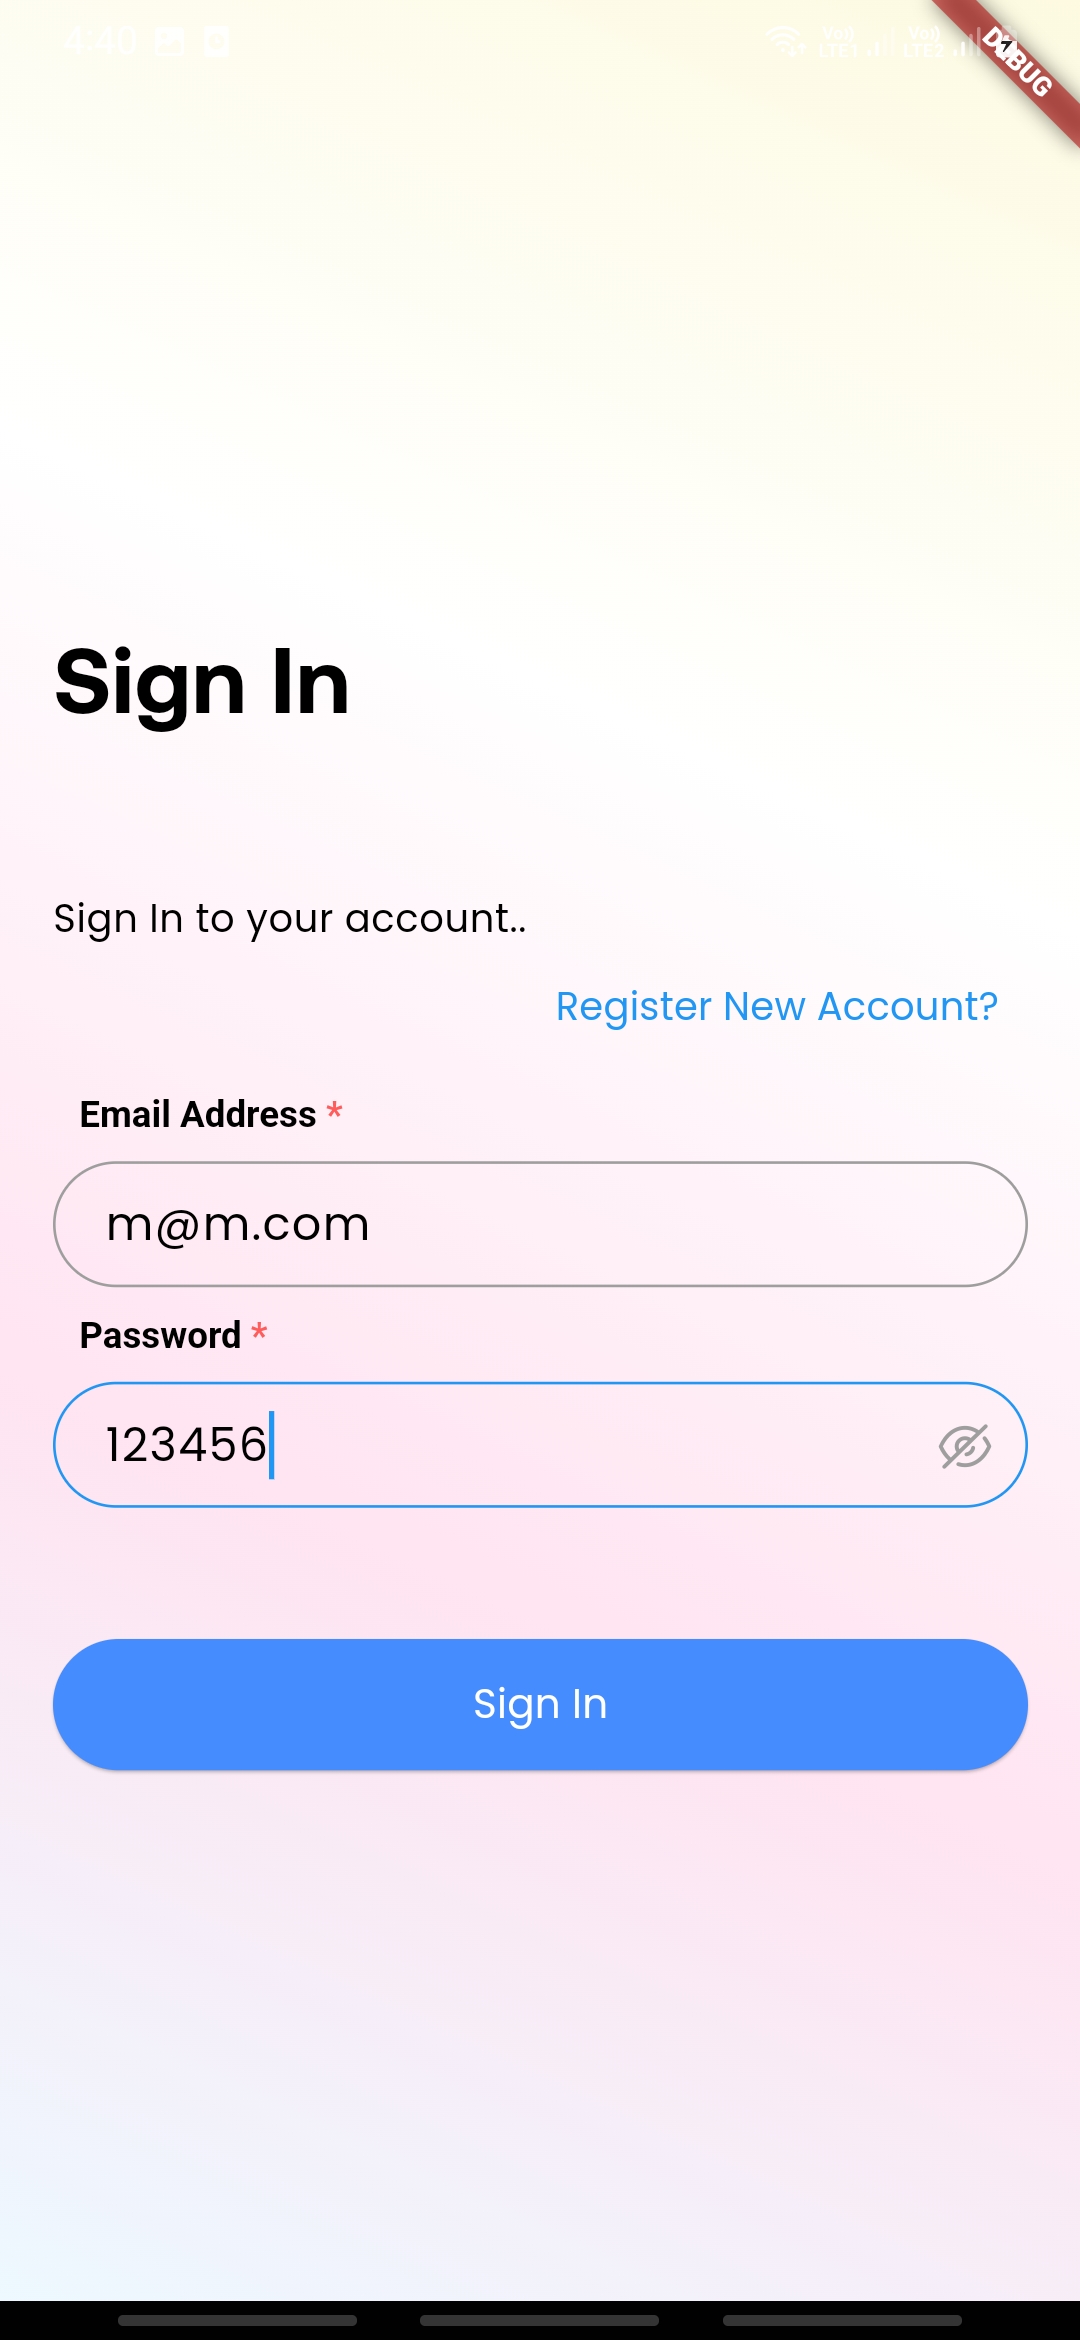 4:40
Vo)) LTE1 Vo)) LTE2
DEBUG
Sign In
Sign In to your account..
Register New Account?
Email Address *
m@m.com
Password *
123456
Sign In